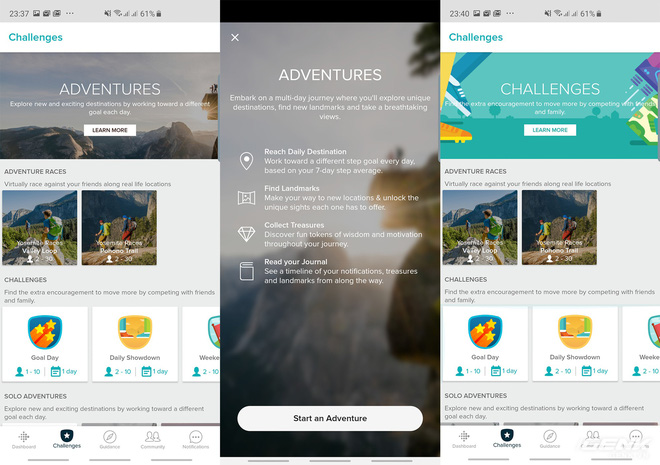 23:37
61%
Challenges
ADVENTURES
Explore new and exciting destinations by working toward a different
goal each day.
LEARN MORE
ADVENTURE RACES
Virtually race against your friends along real life locations
Yosemite Races
Valley Loop
2 - 30
Yosemite Races
Pohono Trail
2 - 30
CHALLENGES
Find the extra encouragement to move more by competing with friends
and family.
Goal Day
1 - 10
1 day
Daily Showdown
2 - 10
1 day
Weeke
2 -
SOLO ADVENTURES
Explore new and exciting destinations by working toward a different
goal each day.
Dashboard
Challenges
Guidance
Community
Notifications
ADVENTURES
Embark on a multi-day journey where you'll explore unique
destinations, find new landmarks and take a breathtaking
views.
Reach Daily Destination
Work toward a different step goal every day,
based on your 7-day step average.
Find Landmarks
Make your way to new locations & unlock the
unique sights each one has to offer.
Collect Treasures
Discover fun tokens of wisdom and motivation
throughout your journey.
Read your Journal
See a timeline of your notifications, treasures
and landmarks from along the way.
Start an Adventure
23:40
61%
Challenges
CHALLENGES
Find the extra encouragement to move more by competing with friends
and family.
LEARN MORE
ADVENTURE RACES
Virtually race against your friends along real life locations
Yosemite Races
Valley Loop
2 - 30
Yosemite Races
Pohono Trail
2 - 30
CHALLENGES
Find the extra encouragement to move more by competing with friends
and family.
Goal Day
1 - 10
1 day
Daily Showdown
2 - 10
1 day
Weeke
2 -
SOLO ADVENTURES
Explore new and exciting destinations by working toward a different
goal each day.
Dashboard
Challenges
Guidance
Community
Notifications
GENK